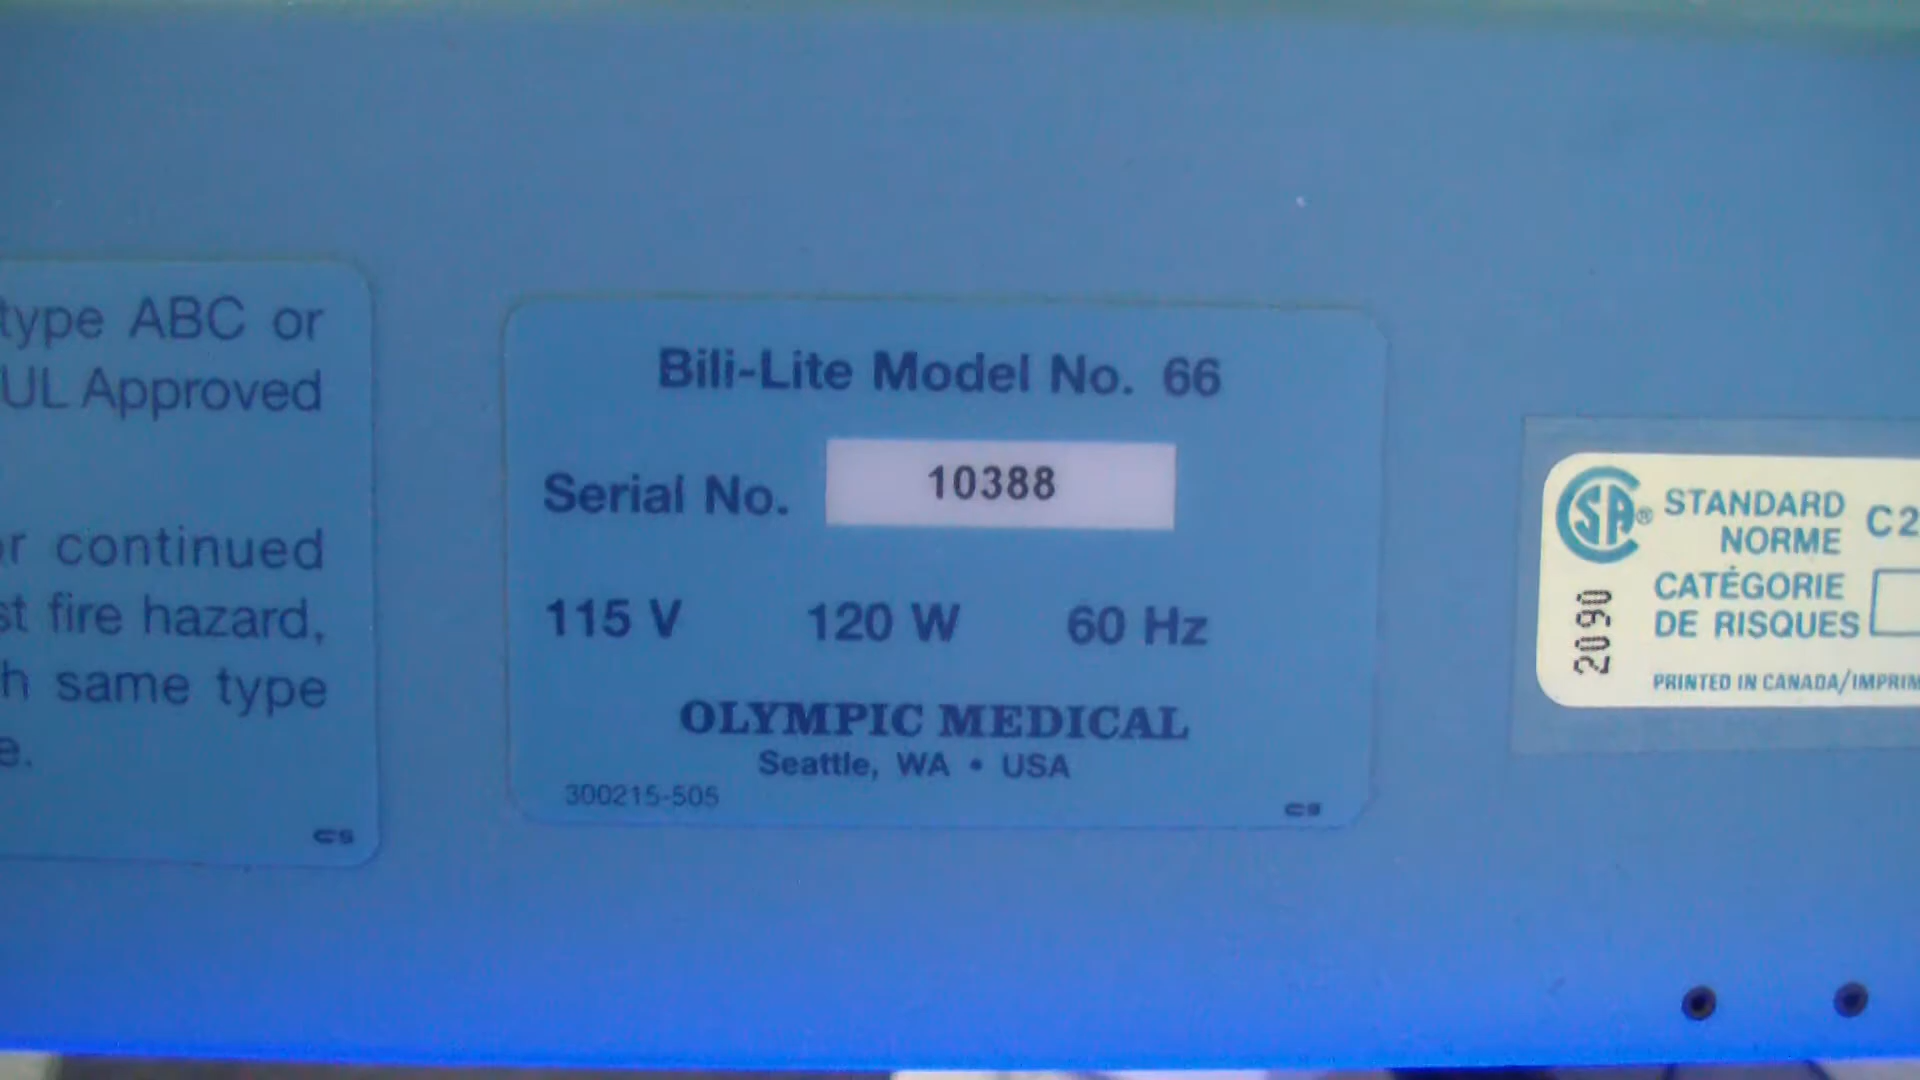 type ABC or
UL Approved
r continued
st fire hazard,
h same type
e.
cs
Bili-Lite Model No. 66
Serial No. 10388
115 V 120 W 60 Hz
OLYMPIC MEDICAL
Seattle, WA • USA
300215-505
SA ® STANDARD
NORME C2
CATÉGORIE
DE RISQUES
2090
PRINTED IN CANADA/IMPRIM